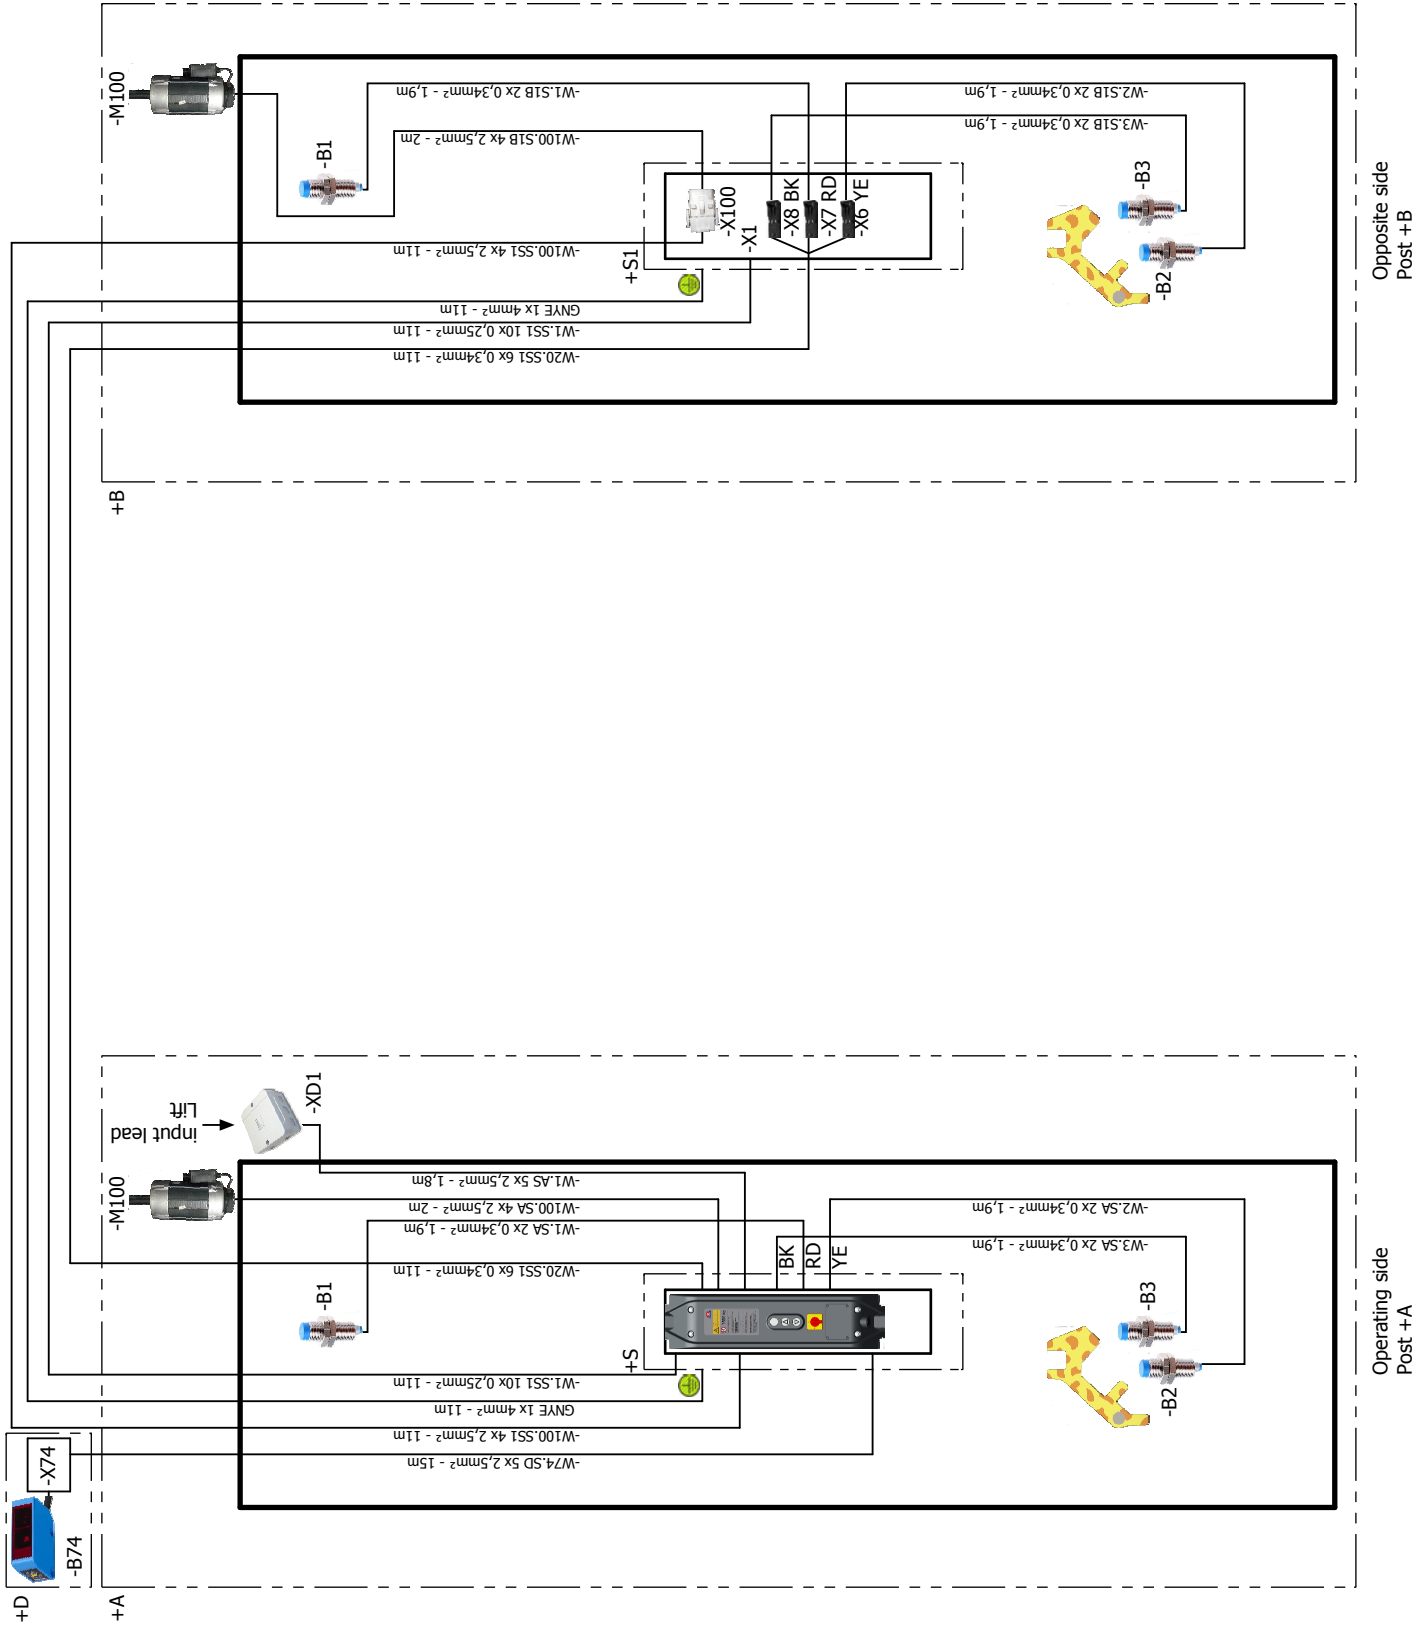 -M100
-B1
-W1.S1B 2x 0,34mm² - 1,9m
-W100.S1B 4x 2,5mm² - 2m
-W100.SS1 4x 2,5mm² - 11m
GNYE 1x 4mm² - 11m
-W1.SS1 10x 0,25mm² - 11m
-W20.SS1 6x 0,34mm² - 11m
+S1
-X100
-X1
-X8 BK
-X7 RD
-X6 YE
-W2.S1B 2x 0,34mm² - 1,9m
-W3.S1B 2x 0,34mm² - 1,9m
-B3
-B2
Opposite side
Post +B
+B
input lead
Lift
-XD1
-M100
-B1
-W1.AS 5x 2,5mm² - 1,8m
-W100.SA 4x 2,5mm² - 2m
-W1.SA 2x 0,34mm² - 1,9m
-W20.SS1 6x 0,34mm² - 11m
-W1.SS1 10x 0,25mm² - 11m
GNYE 1x 4mm² - 11m
-W100.SS1 4x 2,5mm² - 11m
-W74.SD 5x 2,5mm² - 15m
+S
BK
RD
YE
-W2.SA 2x 0,34mm² - 1,9m
-W3.SA 2x 0,34mm² - 1,9m
-B3
-B2
Operating side
Post +A
-X74
-B74
+D
+A